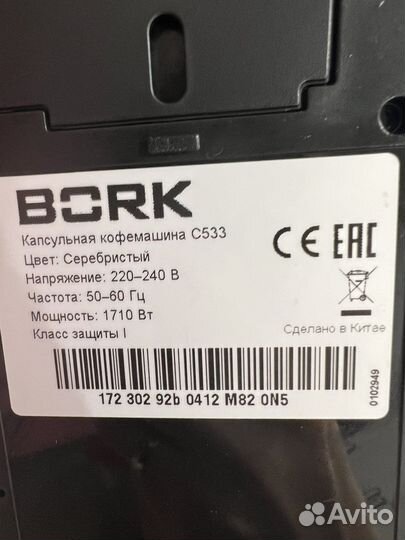 BORK
Капсульная кофемашина C533
Цвет: Серебристый
Напряжение: 220–240 В
Частота: 50–60 Гц
Мощность: 1710 Вт
Класс защиты I
CE EAC
Сделано в Китае
172 302 92b 0412 M82 0N5
0102949
Avito